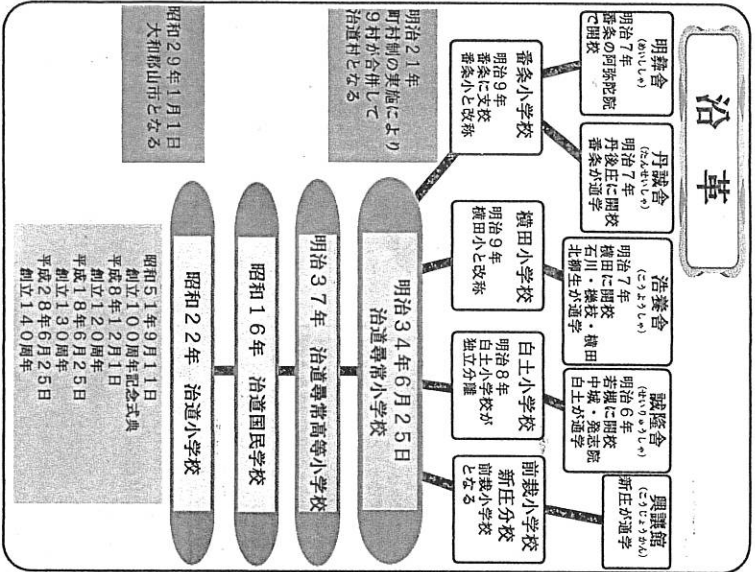 沿革
明彜舎
(めいしゃ)
明治7年
番条の阿弥陀院
で開校
丹誠舎
(たんせいしゃ)
明治7年
丹後庄に開校
番条が通学
浩養舎
(こうようしゃ)
明治7年
横田に開校
石川・櫟枝・横田
北柳生が通学
誠隆舎
(せいりゅうしゃ)
明治6年
若槻に開校
中城・発志院
白土が通学
興譲館
(こうじょうかん)
新庄が通学
番条小学校
明治9年
番条に支校
番条小と改称
横田小学校
明治9年
横田小と改称
白土小学校
明治8年
白土小学校が
独立分離
前栽小学校
新庄分校
前栽小学校
となる
明治21年
町村制の実施により
9村が合併して
治道村となる
明治34年6月25日
治道尋常小学校
明治37年 治道尋常高等小学校
昭和16年 治道国民学校
昭和22年 治道小学校
昭和29年1月1日
大和郡山市となる
昭和51年9月11日
創立100周年記念式典
平成8年12月1日
創立120周年
平成18年6月25日
創立130周年
平成28年6月25日
創立140周年